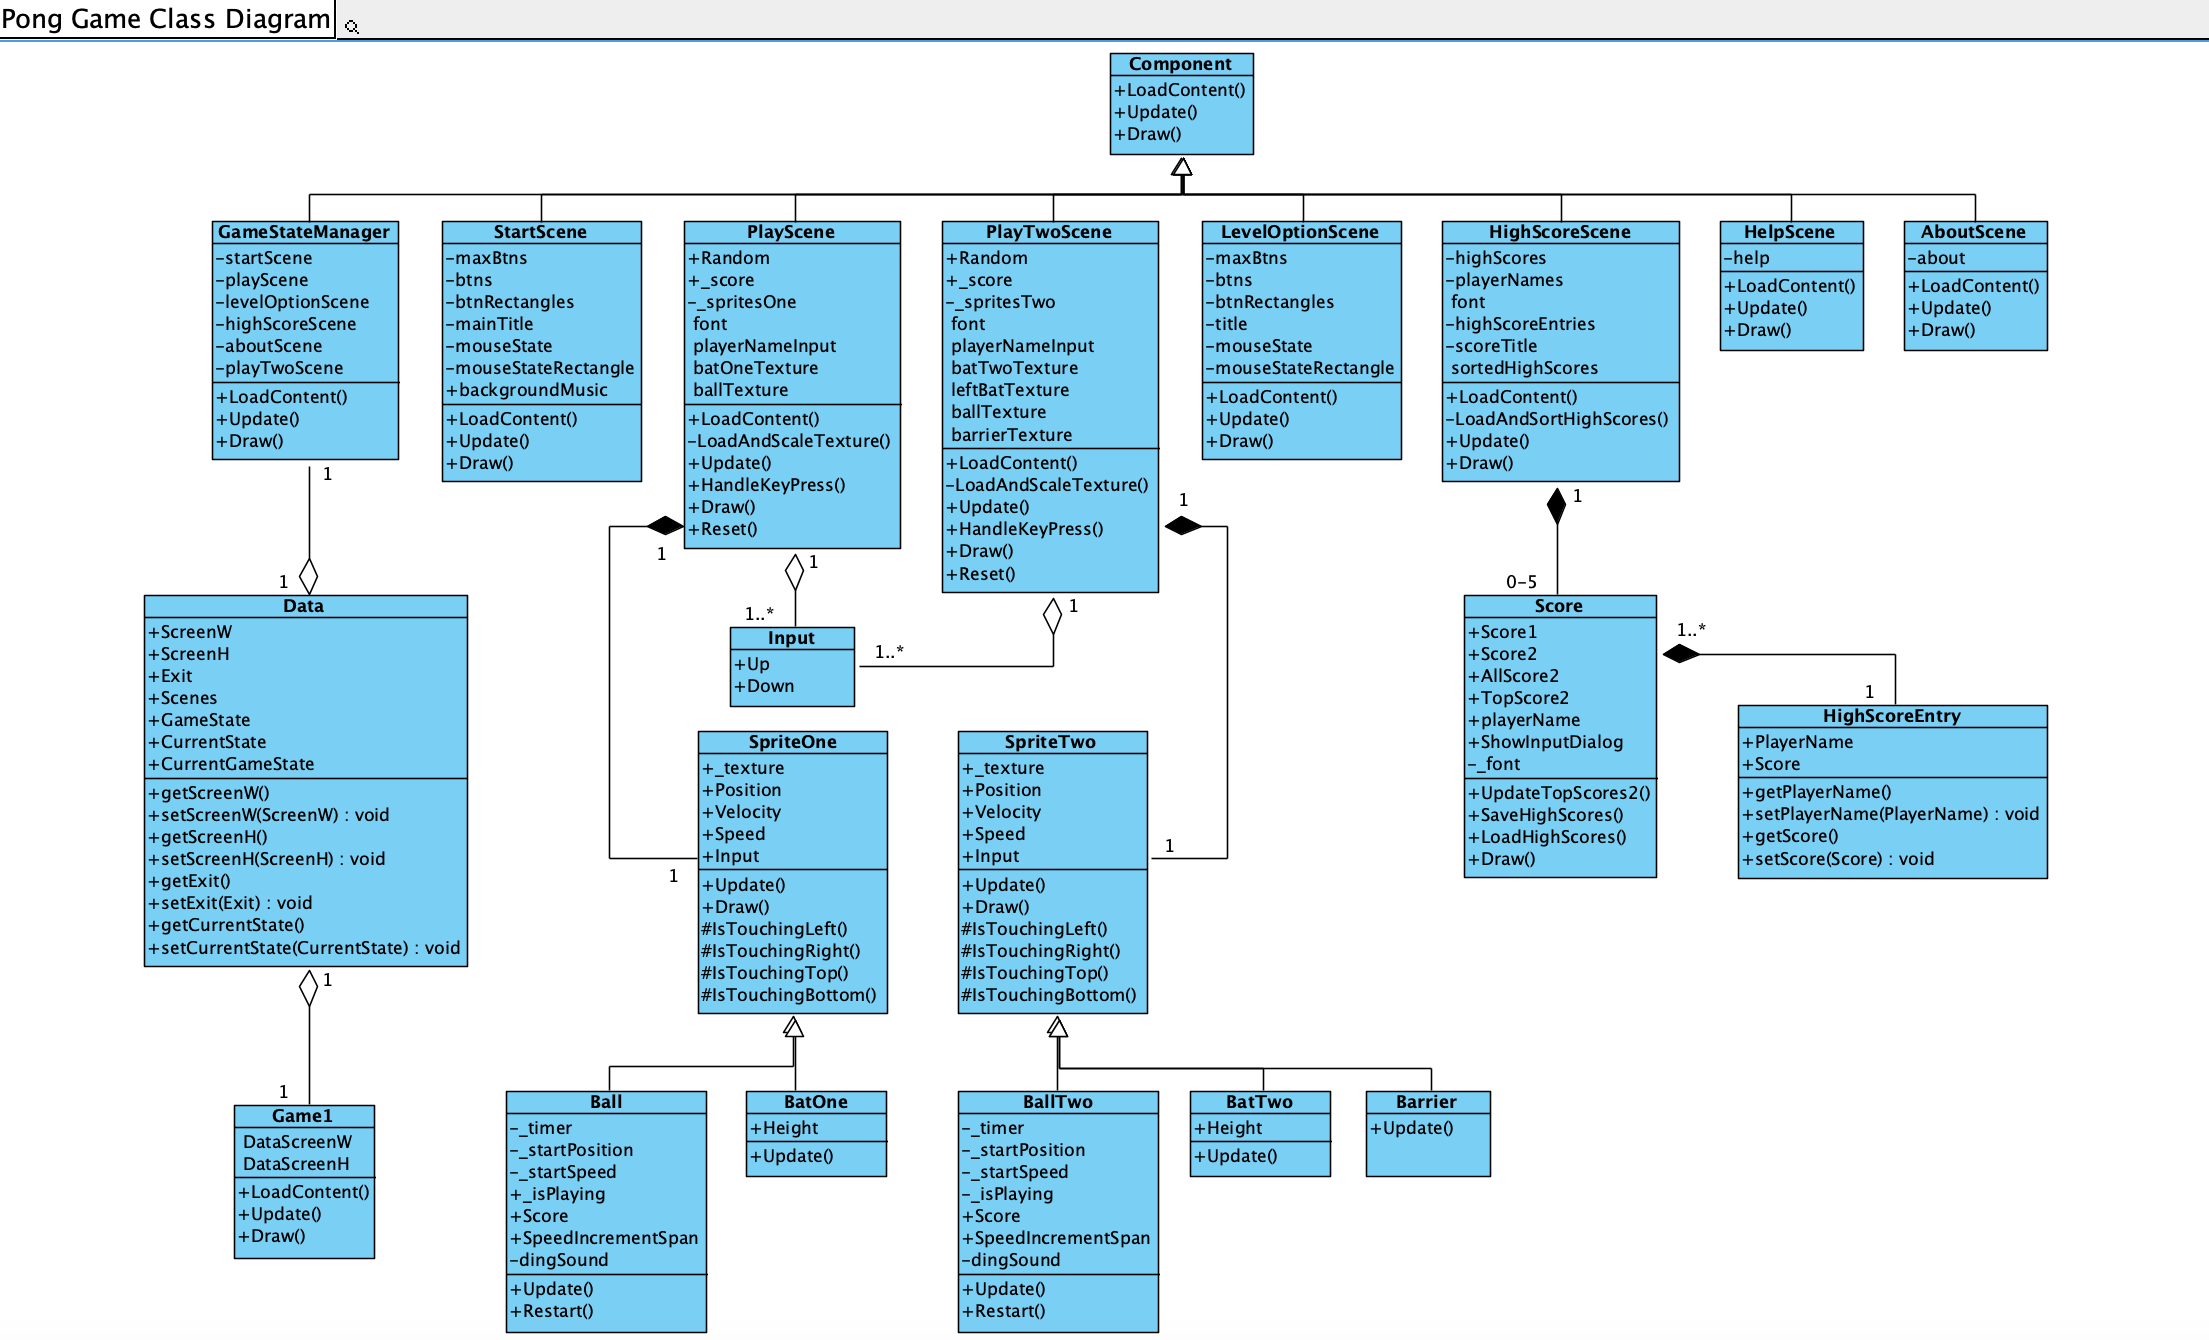 Pong Game Class Diagram
Component
+LoadContent()
+Update()
+Draw()
GameStateManager
-startScene
-playScene
-levelOptionScene
-highScoreScene
-aboutScene
-playTwoScene
+LoadContent()
+Update()
+Draw()
StartScene
-maxBtns
-btns
-btnRectangles
-mainTitle
-mouseState
-mouseStateRectangle
+backgroundMusic
+LoadContent()
+Update()
+Draw()
PlayScene
+Random
+_score
-_spritesOne
font
playerNameInput
batOneTexture
ballTexture
+LoadContent()
-LoadAndScaleTexture()
+Update()
+HandleKeyPress()
+Draw()
+Reset()
PlayTwoScene
+Random
+_score
-_spritesTwo
font
playerNameInput
batTwoTexture
leftBatTexture
ballTexture
barrierTexture
+LoadContent()
-LoadAndScaleTexture()
+Update()
+HandleKeyPress()
+Draw()
+Reset()
LevelOptionScene
-maxBtns
-btns
-btnRectangles
-title
-mouseState
-mouseStateRectangle
+LoadContent()
+Update()
+Draw()
HighScoreScene
-highScores
-playerNames
font
-highScoreEntries
-scoreTitle
sortedHighScores
+LoadContent()
-LoadAndSortHighScores()
+Update()
+Draw()
HelpScene
-help
+LoadContent()
+Update()
+Draw()
AboutScene
-about
+LoadContent()
+Update()
+Draw()
1
1
1
1
1..*
1
1..*
1
1
0-5
1..*
1
Data
+ScreenW
+ScreenH
+Exit
+Scenes
+GameState
+CurrentState
+CurrentGameState
+getScreenW()
+setScreenW(ScreenW) : void
+getScreenH()
+setScreenH(ScreenH) : void
+getExit()
+setExit(Exit) : void
+getCurrentState()
+setCurrentState(CurrentState) : void
Input
+Up
+Down
Score
+Score1
+Score2
+AllScore2
+TopScore2
+playerName
+ShowInputDialog
-_font
+UpdateTopScores2()
+SaveHighScores()
+LoadHighScores()
+Draw()
HighScoreEntry
+PlayerName
+Score
+getPlayerName()
+setPlayerName(PlayerName) : void
+getScore()
+setScore(Score) : void
SpriteOne
+_texture
+Position
+Velocity
+Speed
+Input
+Update()
+Draw()
#IsTouchingLeft()
#IsTouchingRight()
#IsTouchingTop()
#IsTouchingBottom()
1
SpriteTwo
+_texture
+Position
+Velocity
+Speed
+Input
+Update()
+Draw()
#IsTouchingLeft()
#IsTouchingRight()
#IsTouchingTop()
#IsTouchingBottom()
1
1
1
Game1
DataScreenW
DataScreenH
+LoadContent()
+Update()
+Draw()
Ball
-_timer
-_startPosition
-_startSpeed
+_isPlaying
+Score
+SpeedIncrementSpan
-dingSound
+Update()
+Restart()
BatOne
+Height
+Update()
BallTwo
-_timer
-_startPosition
-_startSpeed
-_isPlaying
+Score
+SpeedIncrementSpan
-dingSound
+Update()
+Restart()
BatTwo
+Height
+Update()
Barrier
+Update()